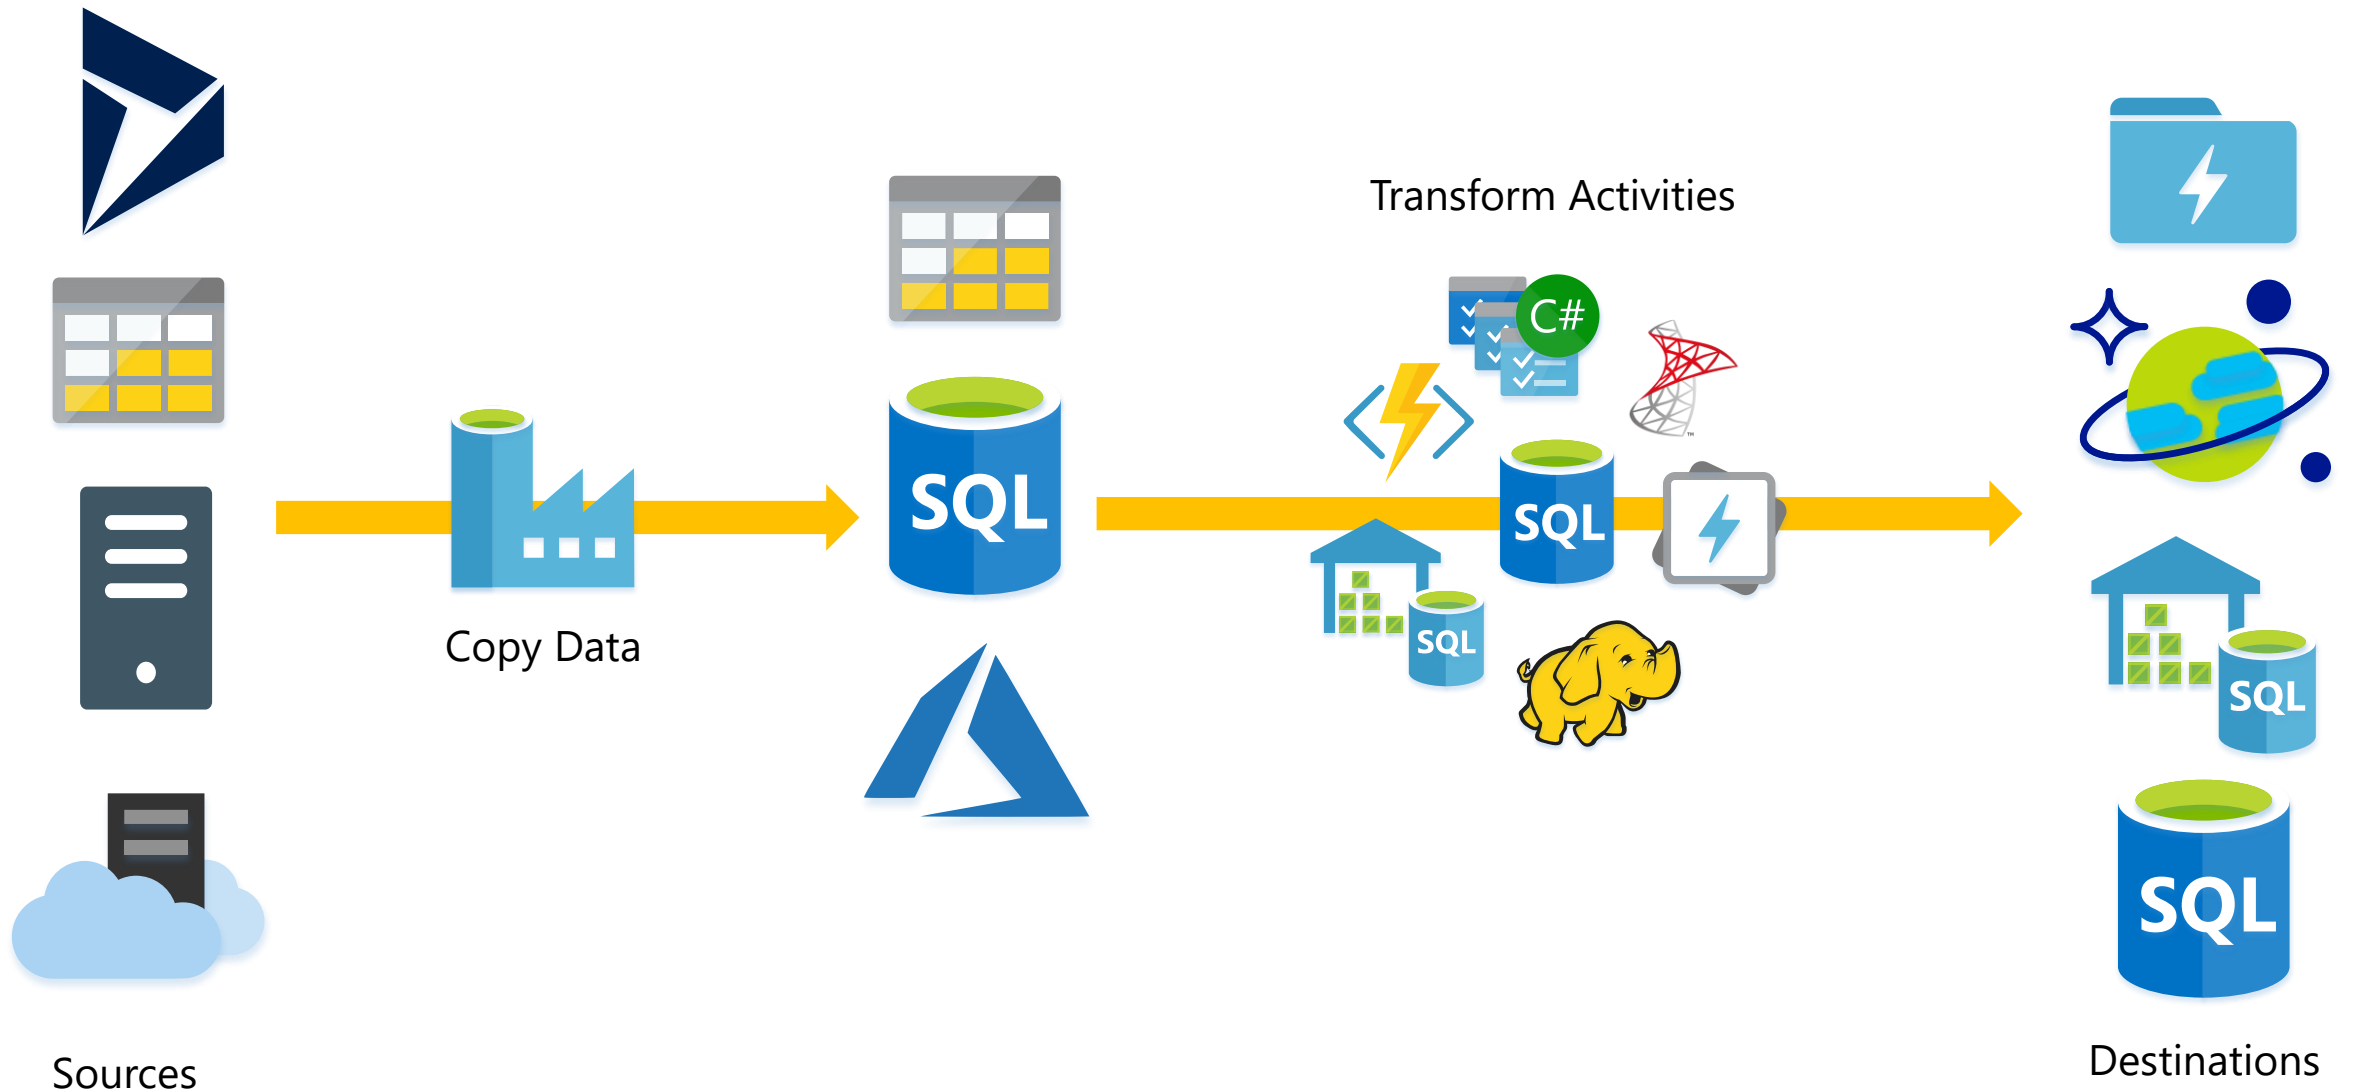 Transform Activities
C#
SQL
SQL
SQL
Copy Data
SQL
SQL
Sources
Destinations